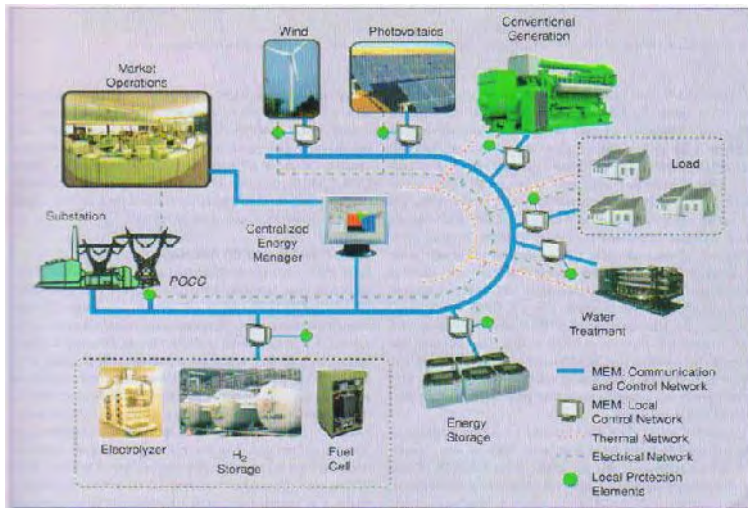 Wind
Photovoltaics
Conventional
Generation
Market
Operations
Load
Substation
Centralized
Energy
Manager
POCC
Water
Treatment
Electrolyzer
H2
Storage
Fuel
Cell
Energy
Storage
MEM: Communication
and Control Network
MEM: Local
Control Network
Thermal Network
Electrical Network
Local Protection
Elements